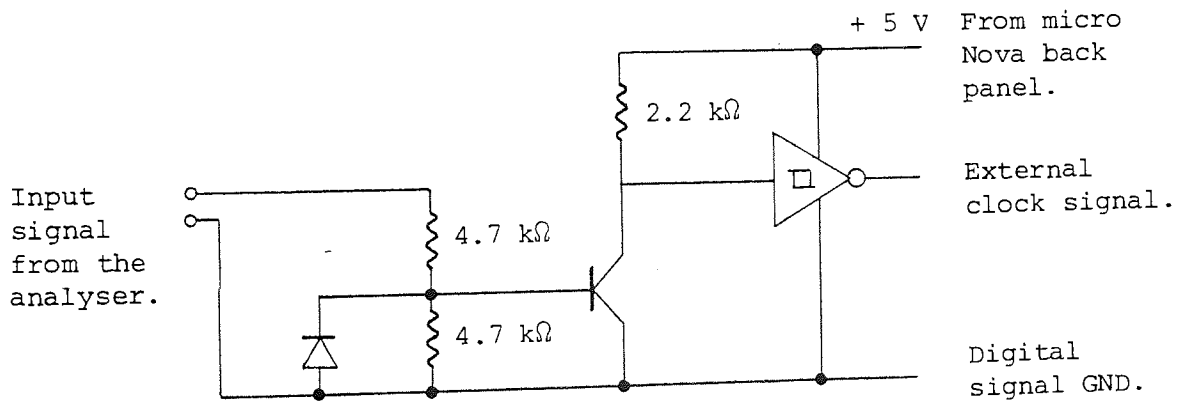 + 5 V From micro
Nova back
panel.
2.2 kΩ
External
clock signal.
Input
signal
from the
analyser.
4.7 kΩ
4.7 kΩ
Digital
signal GND.